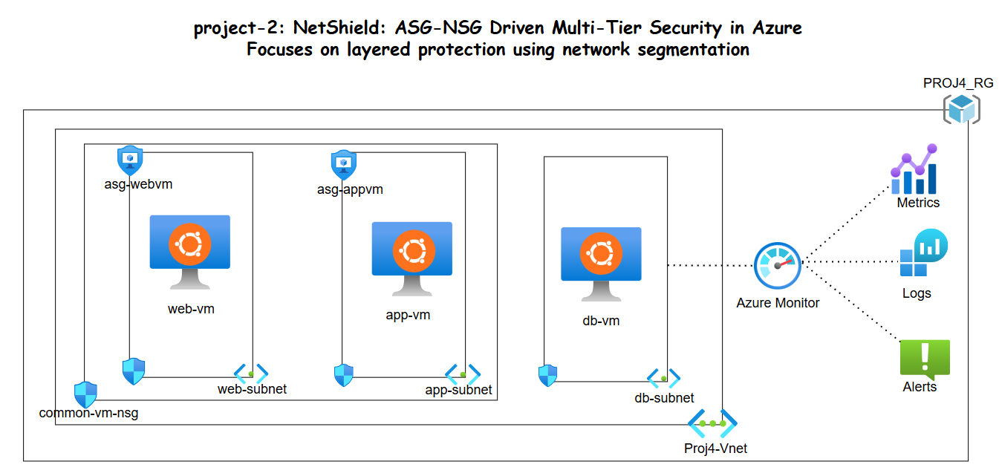 project-2: NetShield: ASG-NSG Driven Multi-Tier Security in Azure
Focuses on layered protection using network segmentation
PROJ4_RG
asg-webvm
asg-appvm
Metrics
web-vm
app-vm
db-vm
Azure Monitor
Logs
web-subnet
app-subnet
db-subnet
Alerts
common-vm-nsg
Proj4-Vnet